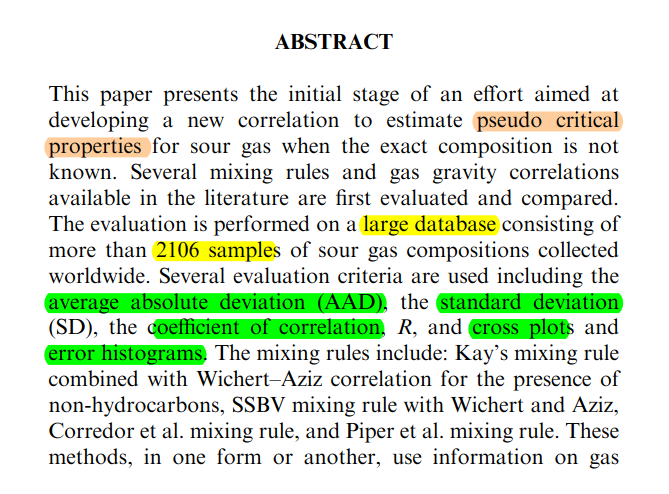 ABSTRACT
This paper presents the initial stage of an effort aimed at
developing a new correlation to estimate pseudo critical
properties for sour gas when the exact composition is not
known. Several mixing rules and gas gravity correlations
available in the literature are first evaluated and compared.
The evaluation is performed on a large database consisting of
more than 2106 samples of sour gas compositions collected
worldwide. Several evaluation criteria are used including the
average absolute deviation (AAD), the standard deviation
(SD), the coefficient of correlation, R, and cross plots and
error histograms. The mixing rules include: Kay's mixing rule
combined with Wichert–Aziz correlation for the presence of
non-hydrocarbons, SSBV mixing rule with Wichert and Aziz,
Corredor et al. mixing rule, and Piper et al. mixing rule. These
methods, in one form or another, use information on gas